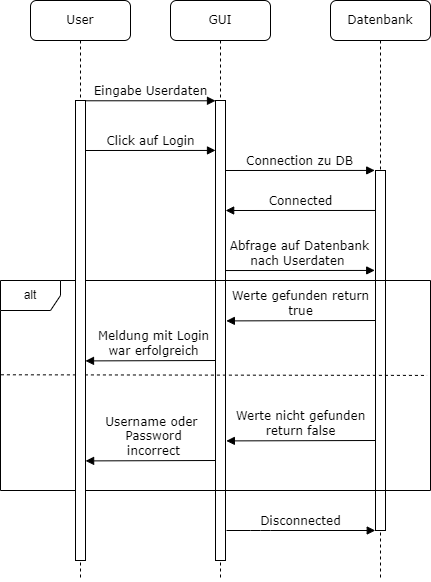 User
GUI
Datenbank
Eingabe Userdaten
Click auf Login
Connection zu DB
Connected
Abfrage auf Datenbank
nach Userdaten
alt
Werte gefunden return
true
Meldung mit Login
war erfolgreich
Werte nicht gefunden
return false
Username oder
Password
incorrect
Disconnected